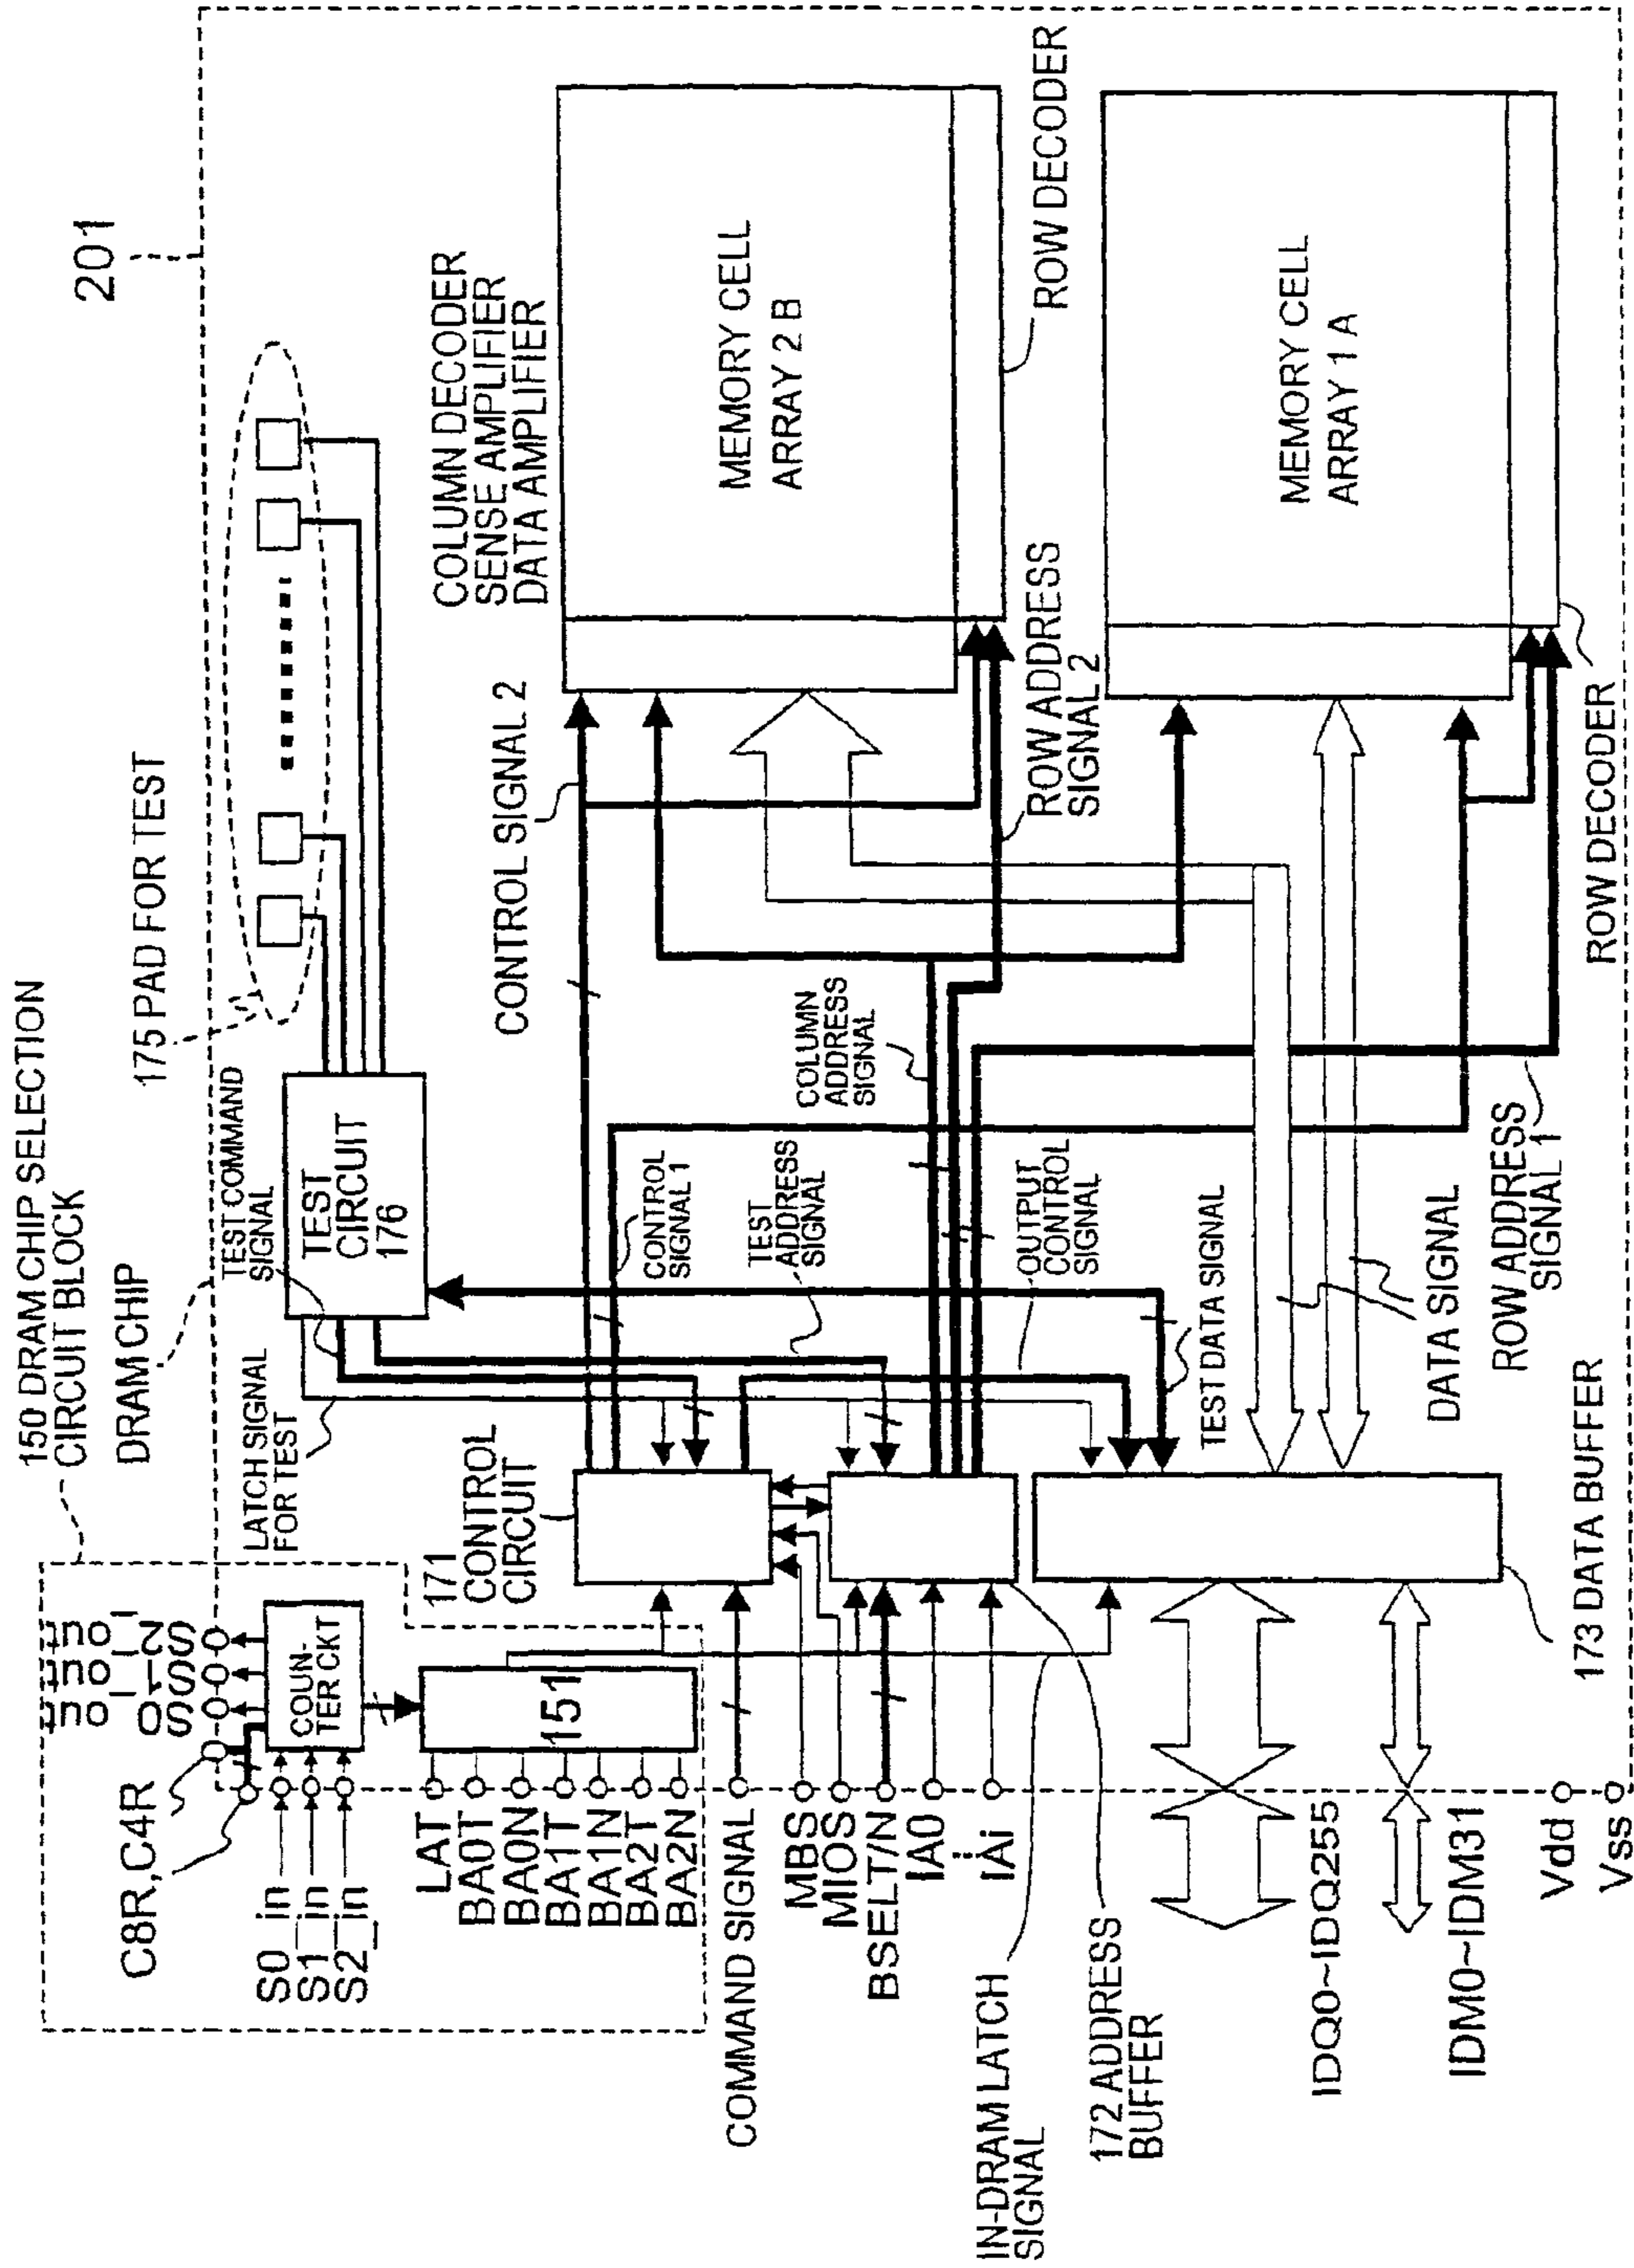 201
150 DRAM CHIP SELECTION
CIRCUIT BLOCK
DRAM CHIP
175 PAD FOR TEST
C8R,C4R
S0_out
S1_out
S2_out
S0_in
S1_in
S2_in
COUN-
TER CKT
151
LAT
BA0T
BA0N
BA1T
BA1N
BA2T
BA2N
COMMAND SIGNAL
MBS
MIOS
BSELT/N
IA0
IAi
IN-DRAM LATCH
SIGNAL
172 ADDRESS
BUFFER
IDQ0~IDQ255
IDM0~IDM31
Vdd
Vss
LATCH SIGNAL
FOR TEST
TEST COMMAND
SIGNAL
TEST
CIRCUIT
176
171
CONTROL
CIRCUIT
173 DATA BUFFER
CONTROL
SIGNAL1
TEST
ADDRESS
SIGNAL
OUTPUT
CONTROL
SIGNAL
TEST DATA SIGNAL
DATA SIGNAL
COLUMN
ADDRESS
SIGNAL
CONTROL SIGNAL 2
ROW ADDRESS
SIGNAL 2
ROW ADDRESS
SIGNAL 1
COLUMN DECODER
SENSE AMPLIFIER
DATA AMPLIFIER
MEMORY CELL
ARRAY 2 B
ROW DECODER
MEMORY CELL
ARRAY 1 A
ROW DECODER